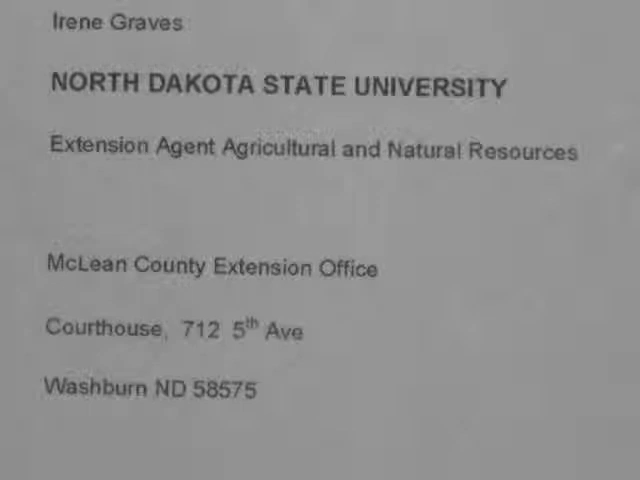 Irene Graves
NORTH DAKOTA STATE UNIVERSITY
Extension Agent Agricultural and Natural Resources
McLean County Extension Office
Courthouse, 712 5th Ave
Washburn ND 58575